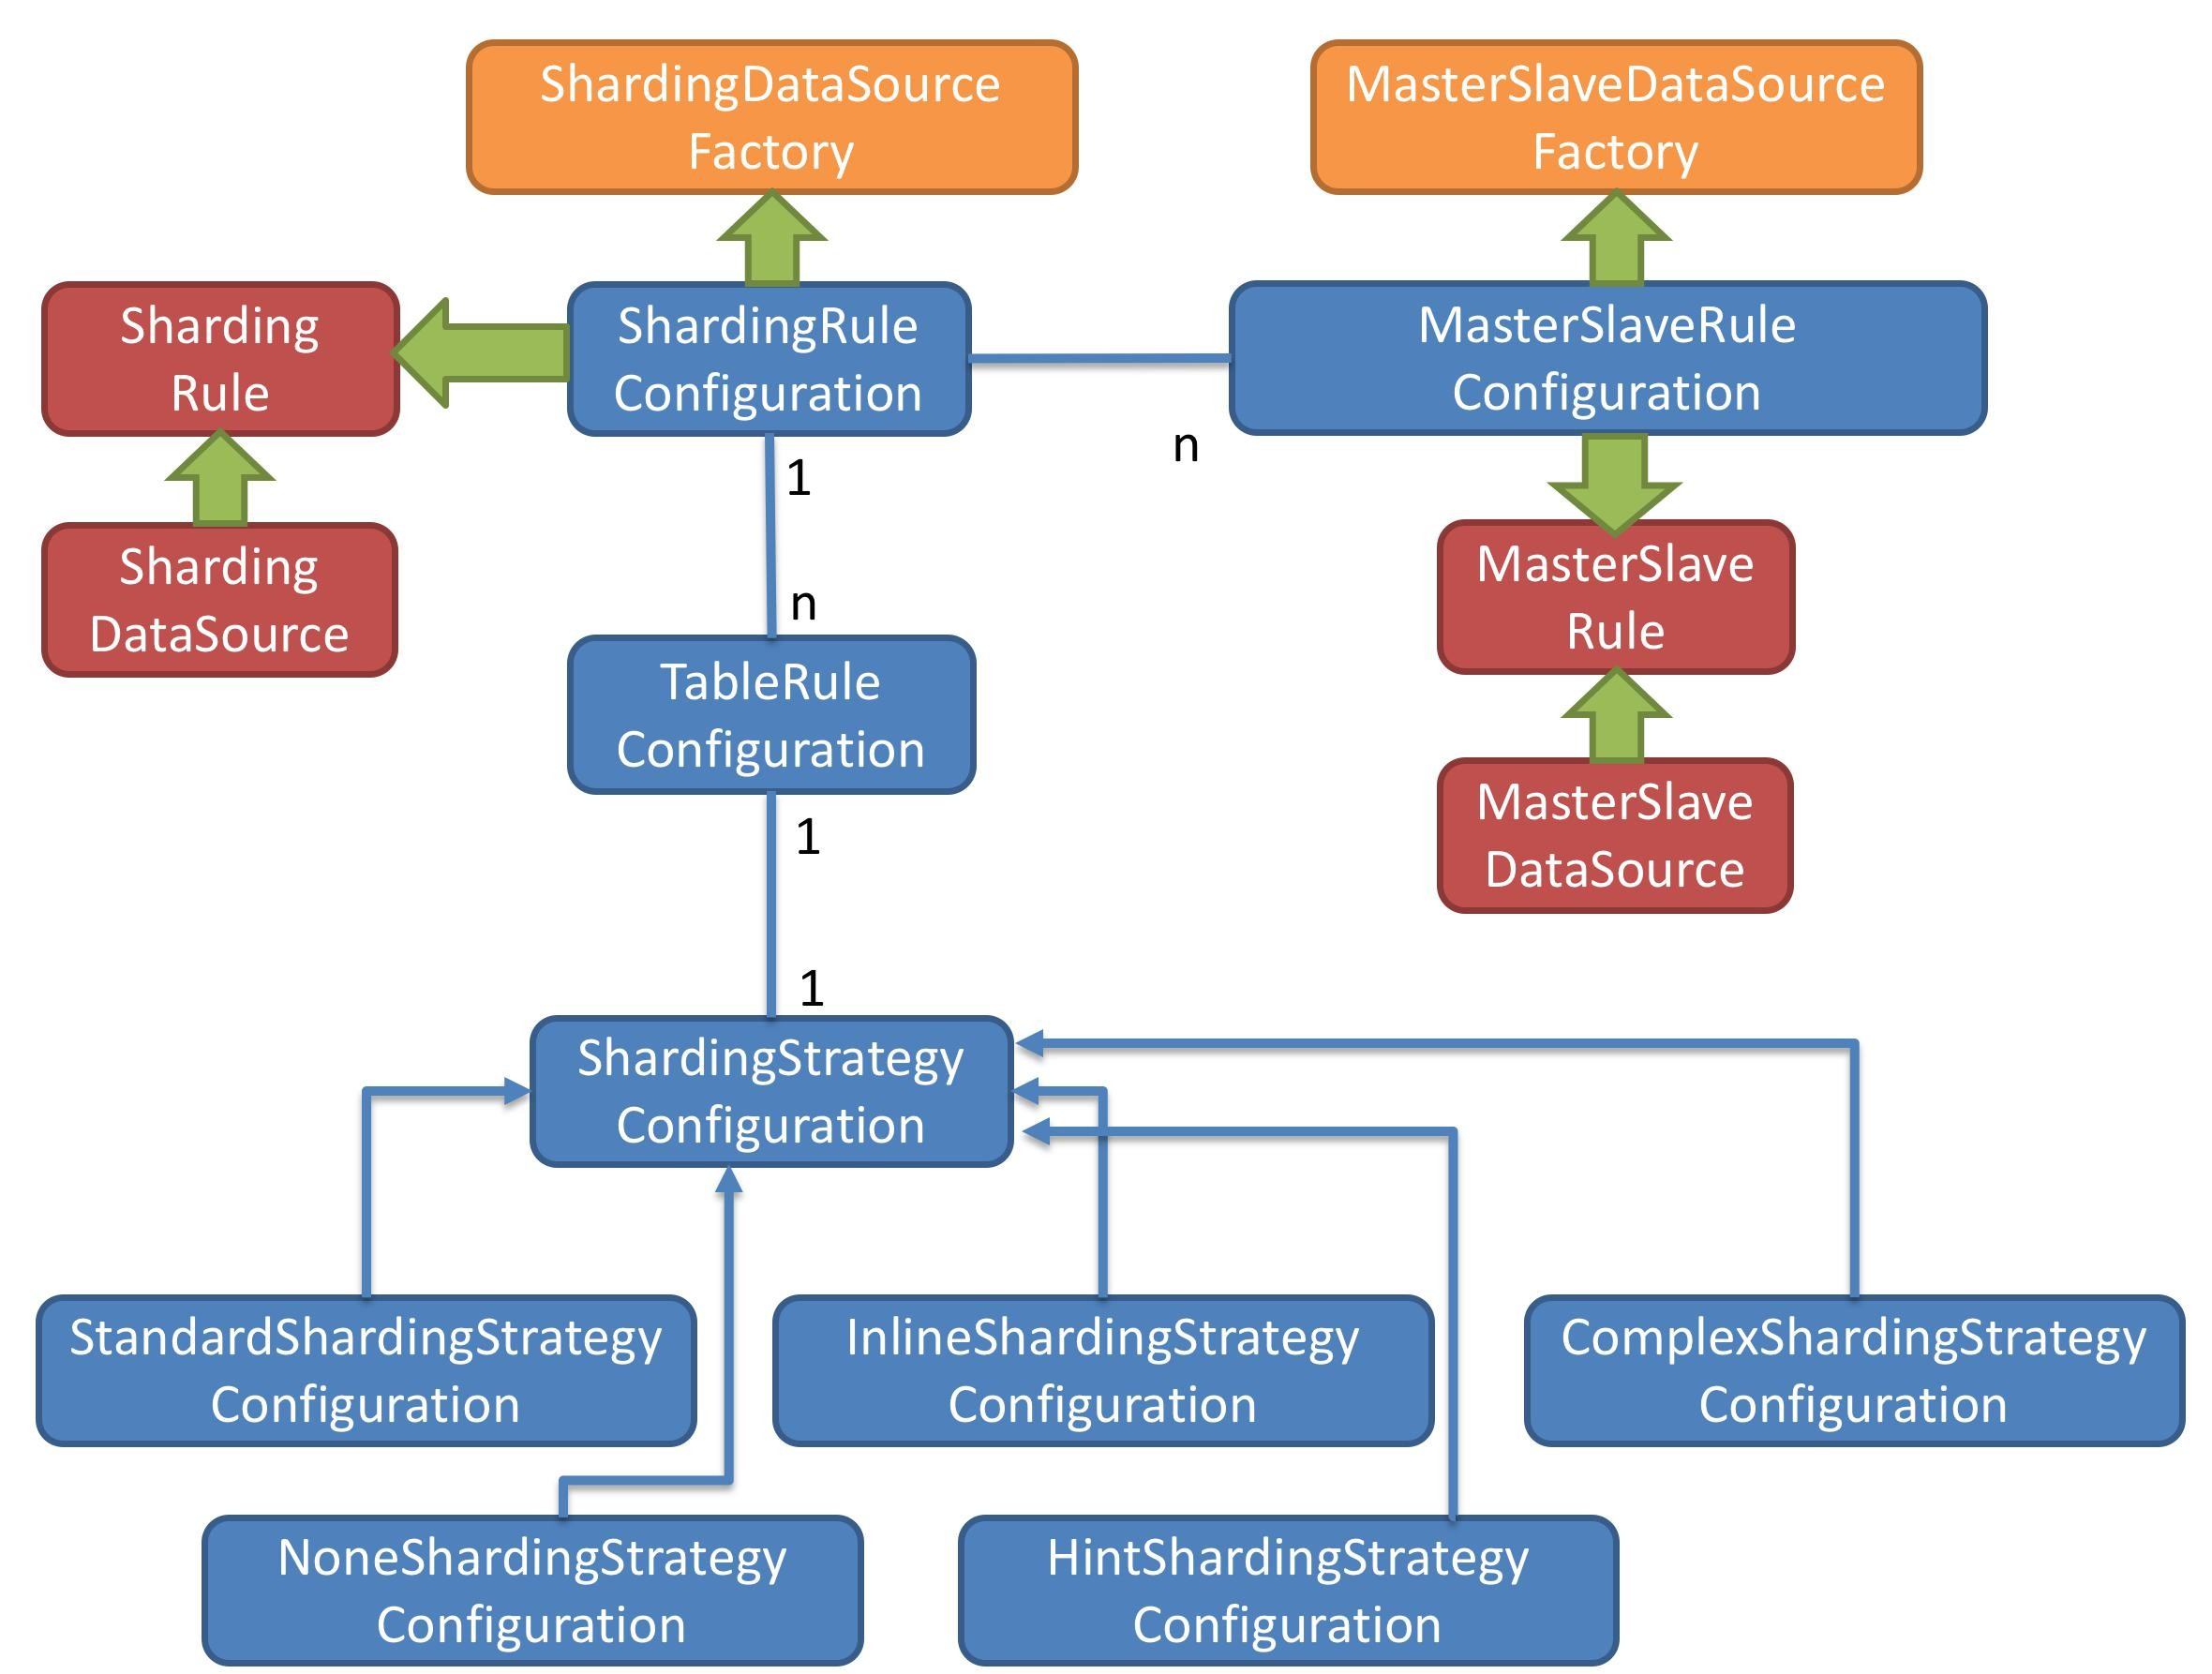 ShardingDataSource
Factory
MasterSlaveDataSource
Factory
Sharding
Rule
ShardingRule
Configuration
MasterSlaveRule
Configuration
n
1
n
Sharding
DataSource
MasterSlave
Rule
TableRule
Configuration
1
MasterSlave
DataSource
1
ShardingStrategy
Configuration
StandardShardingStrategy
Configuration
InlineShardingStrategy
Configuration
ComplexShardingStrategy
Configuration
NoneShardingStrategy
Configuration
HintShardingStrategy
Configuration